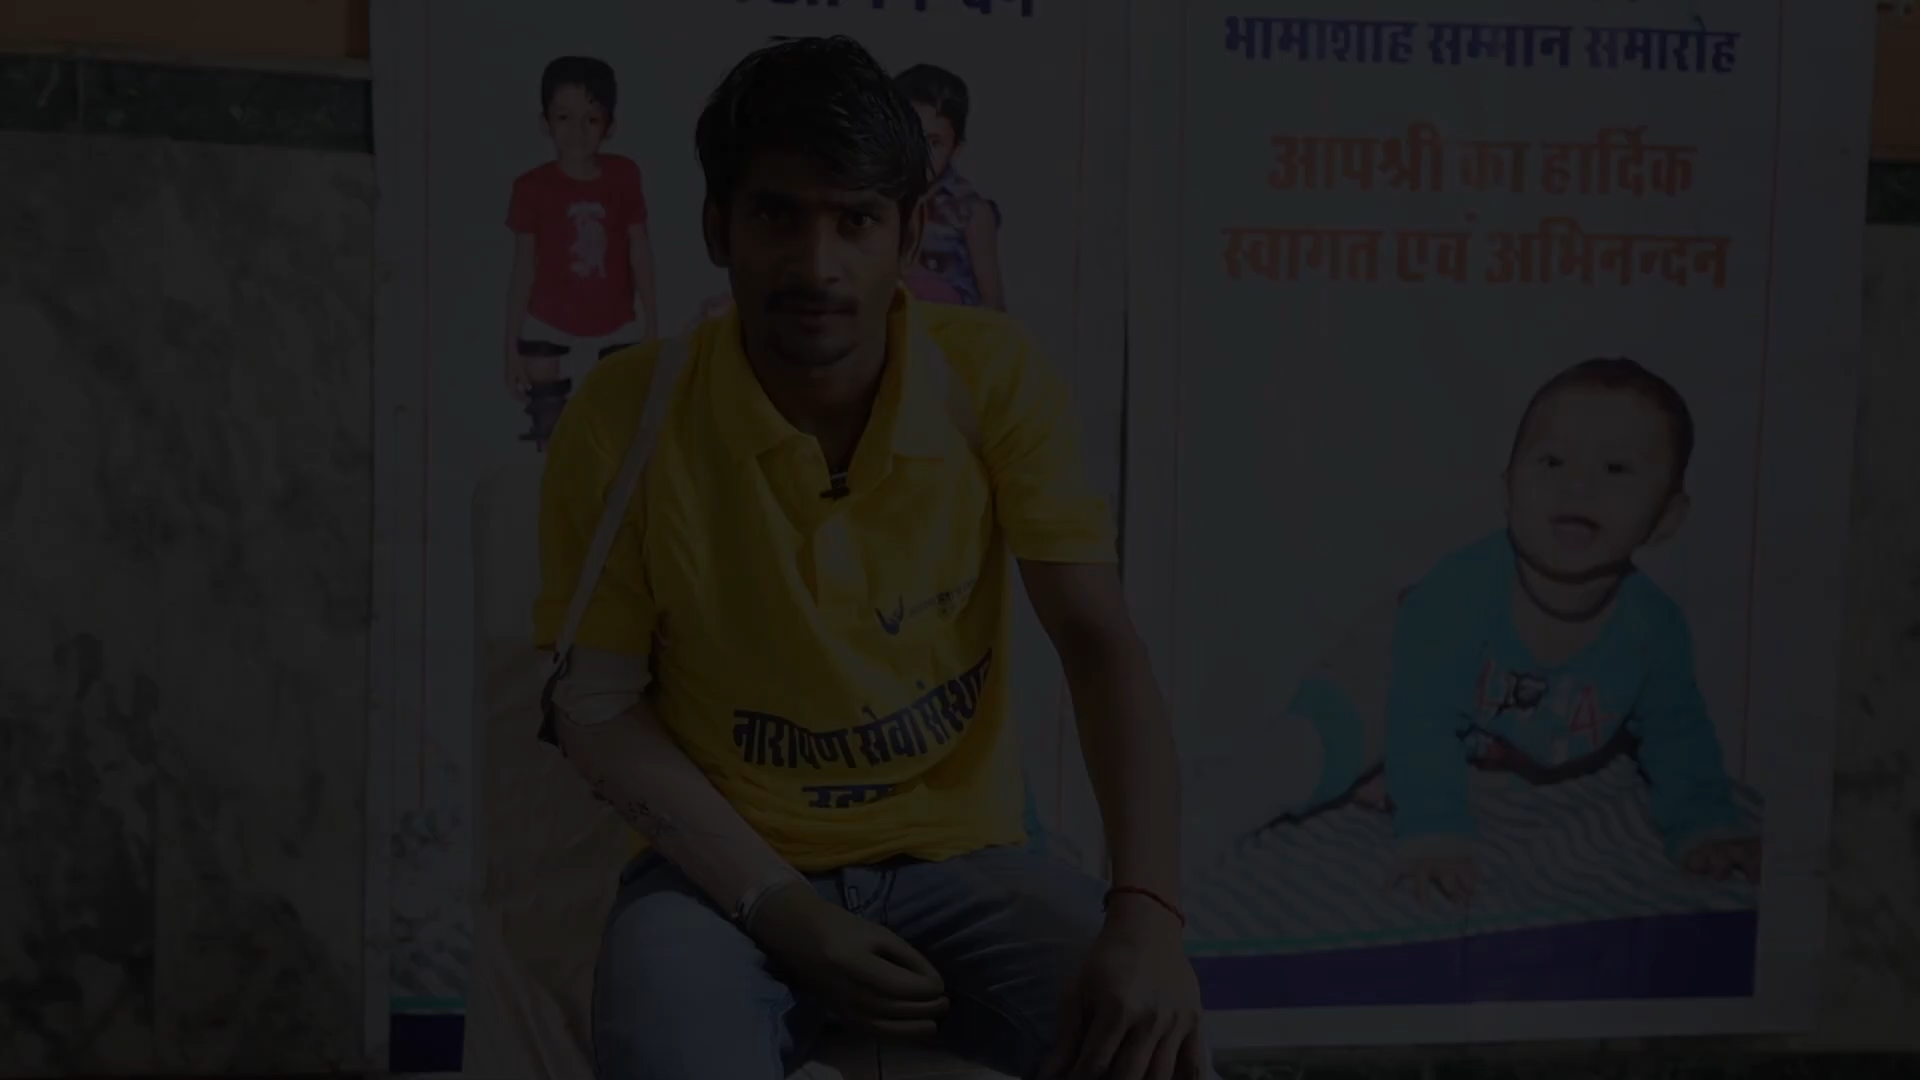 भामाशाह सम्मान समारोह
आपश्री का हार्दिक
स्वागत एवं अभिनन्दन
नारायण सेवा संस्थान